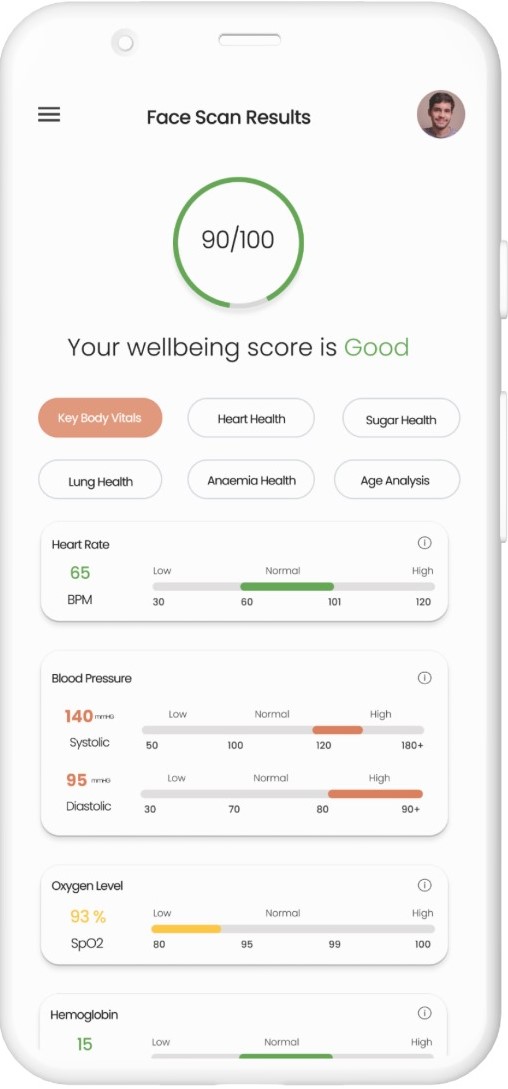 Face Scan Results
90/100
Your wellbeing score is Good
Key Body Vitals
Heart Health
Sugar Health
Lung Health
Anaemia Health
Age Analysis
Heart Rate
65
BPM
Low Normal High
30 60 101 120
Blood Pressure
140 mmHG
Systolic
Low Normal High
50 100 120 180+
95 mmHG
Diastolic
Low Normal High
30 70 80 90+
Oxygen Level
93 %
SpO2
Low Normal High
80 95 99 100
Hemoglobin
15
Low Normal High